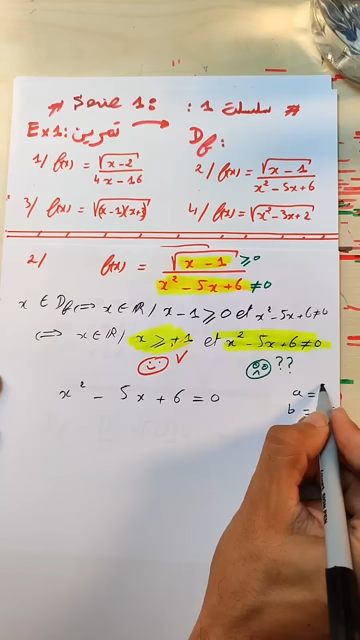 # Serie 1: : سلسلة 1 #
Ex1: تمرين → Df:
1/ f(x) = √(x-2) / 4x-16
2/ f(x) = √(x-1) / x²-5x+6
3/ f(x) = √(x-1)(x+3)
4/ f(x) = √x²-3x+2
2/ f(x) = √(x-1) ≥0 / x²-5x+6 ≠0
x ∈ Df ⟺ x ∈ ℝ / x-1 ≥ 0 et x²-5x+6≠0
⟺ x ∈ ℝ / x ≥ +1 et x²-5x+6≠0
✓ ??
x² - 5x + 6 = 0
a =
b =